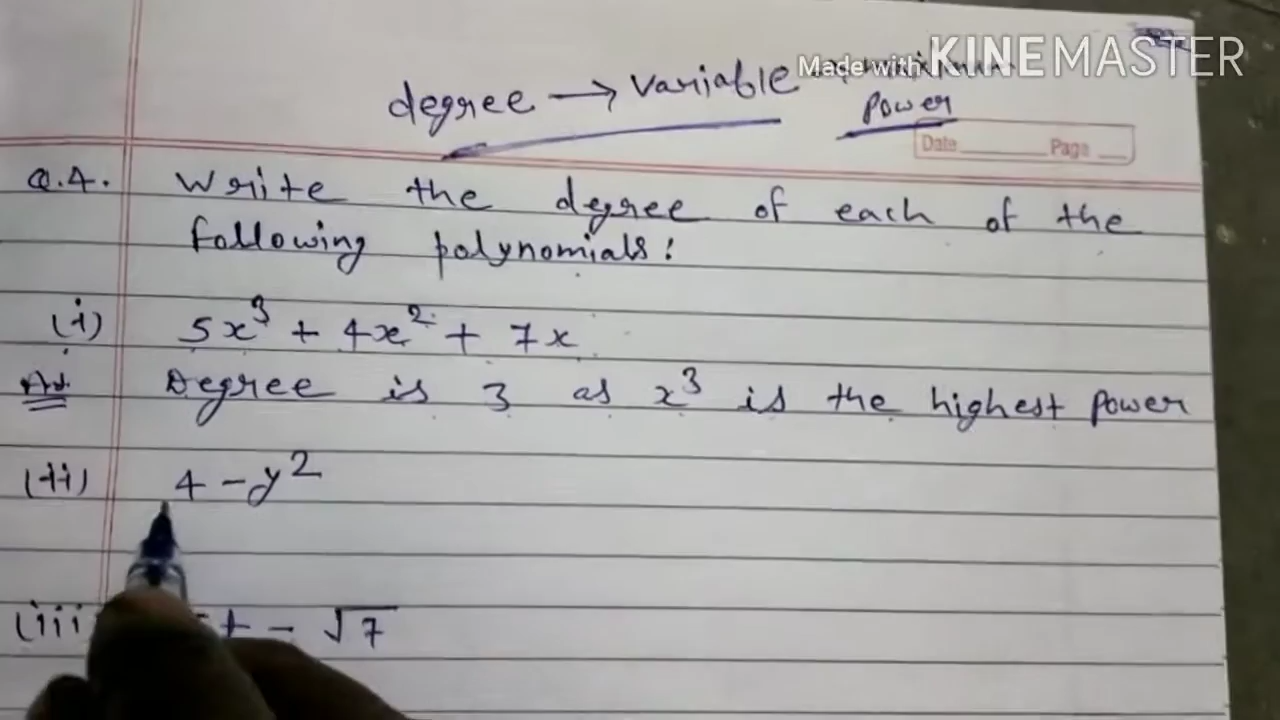 Made with KINEMASTER
degree → variable
Power
Date Page
Q.4. Write the degree of each of the
following polynomials:
(i) 5x³ + 4x² + 7x
Degree is 3 as x³ is the highest power
(ii) 4 - y²
(iii t - √7